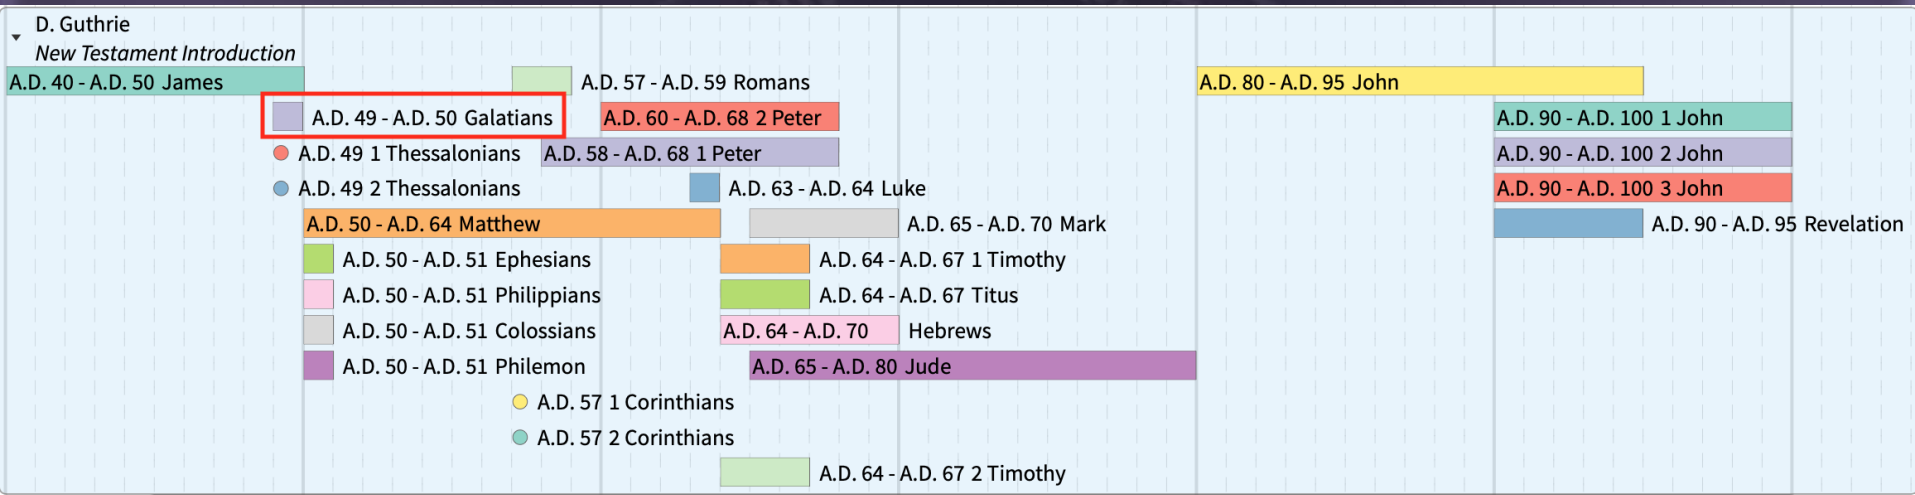 D. Guthrie
New Testament Introduction
A.D. 40 - A.D. 50 James
A.D. 57 - A.D. 59 Romans
A.D. 80 - A.D. 95 John
A.D. 49 - A.D. 50 Galatians
A.D. 60 - A.D. 68 2 Peter
A.D. 90 - A.D. 100 1 John
A.D. 49 1 Thessalonians
A.D. 58 - A.D. 68 1 Peter
A.D. 90 - A.D. 100 2 John
A.D. 49 2 Thessalonians
A.D. 63 - A.D. 64 Luke
A.D. 90 - A.D. 100 3 John
A.D. 50 - A.D. 64 Matthew
A.D. 65 - A.D. 70 Mark
A.D. 90 - A.D. 95 Revelation
A.D. 50 - A.D. 51 Ephesians
A.D. 64 - A.D. 67 1 Timothy
A.D. 50 - A.D. 51 Philippians
A.D. 64 - A.D. 67 Titus
A.D. 50 - A.D. 51 Colossians
A.D. 64 - A.D. 70 Hebrews
A.D. 50 - A.D. 51 Philemon
A.D. 65 - A.D. 80 Jude
A.D. 57 1 Corinthians
A.D. 57 2 Corinthians
A.D. 64 - A.D. 67 2 Timothy